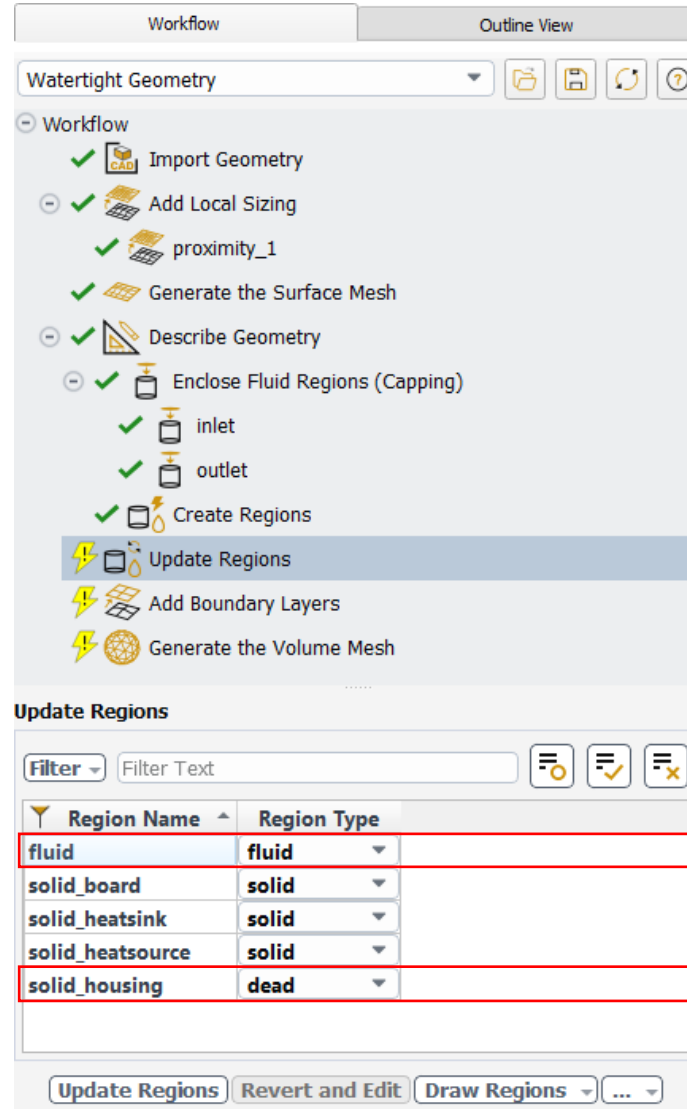 Workflow Outline View
Watertight Geometry
Workflow
CAD Import Geometry
Add Local Sizing
proximity_1
Generate the Surface Mesh
Describe Geometry
Enclose Fluid Regions (Capping)
inlet
outlet
Create Regions
Update Regions
Add Boundary Layers
Generate the Volume Mesh
Update Regions
Filter Filter Text
Region Name Region Type
fluid fluid
solid_board solid
solid_heatsink solid
solid_heatsource solid
solid_housing dead
Update Regions Revert and Edit Draw Regions ...